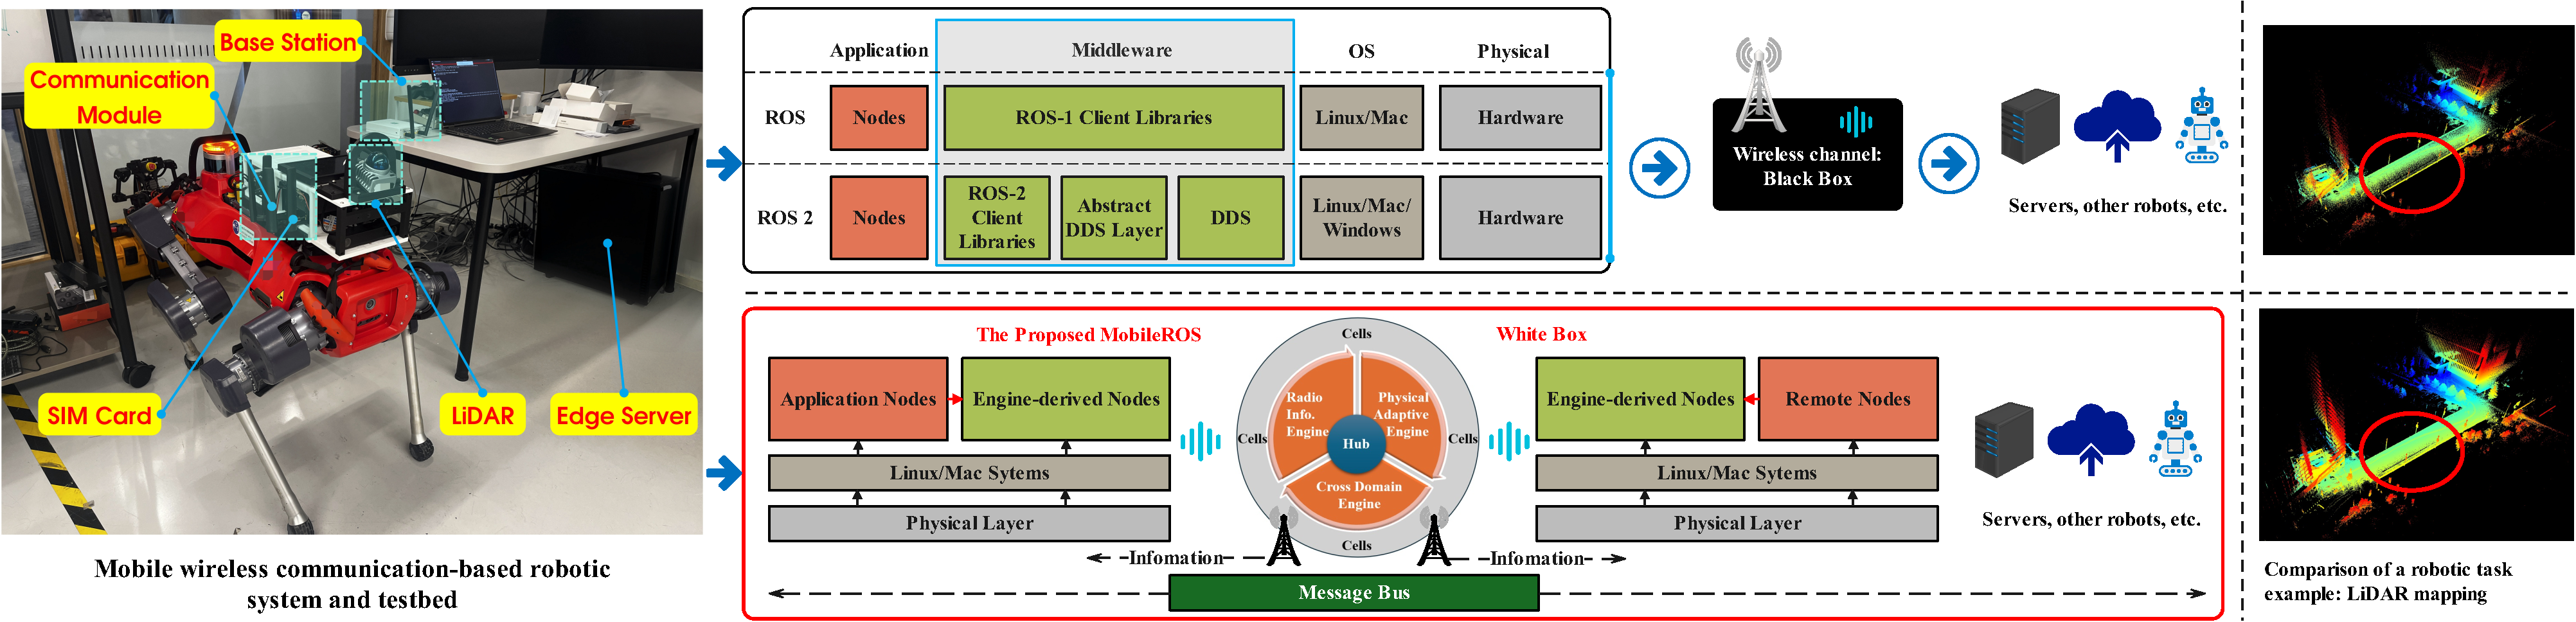 Base Station
Communication
Module
SIM Card
LiDAR
Edge Server
Mobile wireless communication-based robotic
system and testbed
Application
Middleware
OS
Physical
ROS
Nodes
ROS-1 Client Libraries
Linux/Mac
Hardware
ROS 2
Nodes
ROS-2
Client
Libraries
Abstract
DDS Layer
DDS
Linux/Mac/
Windows
Hardware
Wireless channel:
Black Box
Servers, other robots, etc.
The Proposed MobileROS
White Box
Application Nodes
Engine-derived Nodes
Linux/Mac Sytems
Physical Layer
Cells
Cells
Cells
Cells
Radio
Info.
Engine
Physical
Adaptive
Engine
Hub
Cross Domain
Engine
Engine-derived Nodes
Remote Nodes
Linux/Mac Sytems
Physical Layer
Servers, other robots, etc.
Infomation
Infomation
Message Bus
Comparison of a robotic task
example: LiDAR mapping